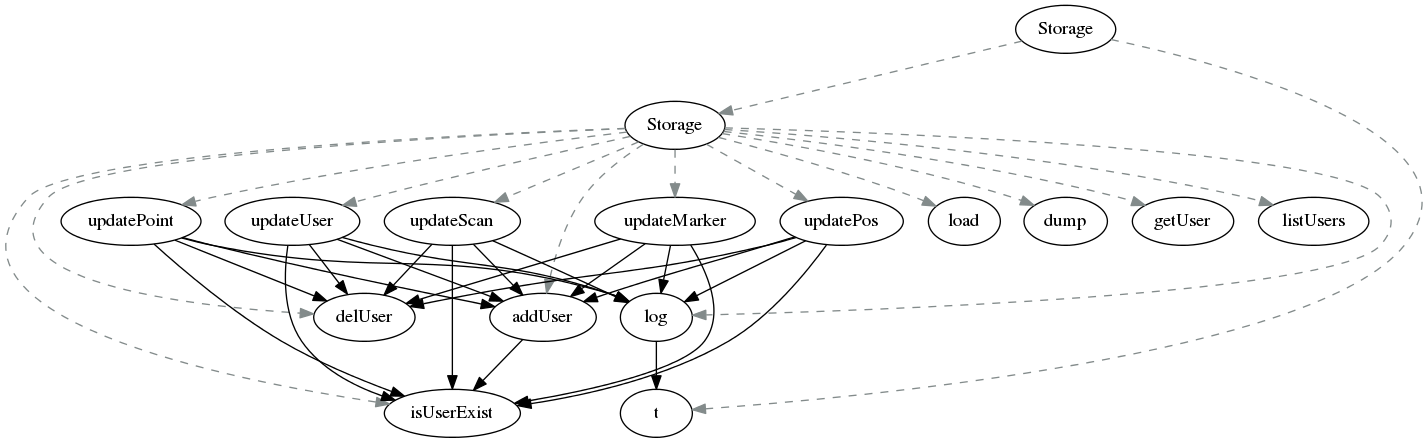 Storage
Storage
updatePoint
updateUser
updateScan
updateMarker
updatePos
load
dump
getUser
listUsers
delUser
addUser
log
isUserExist
t